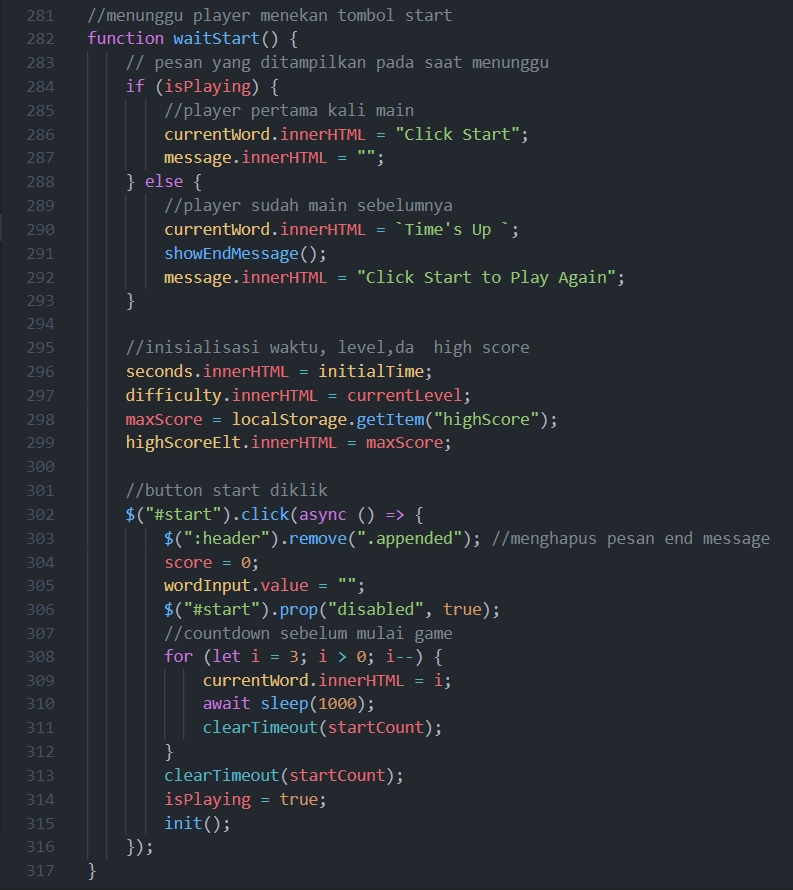 281 //menunggu player menekan tombol start
282 function waitStart() {
283 // pesan yang ditampilkan pada saat menunggu
284 if (isPlaying) {
285 //player pertama kali main
286 currentWord.innerHTML = "Click Start";
287 message.innerHTML = "";
288 } else {
289 //player sudah main sebelumnya
290 currentWord.innerHTML = `Time's Up `;
291 showEndMessage();
292 message.innerHTML = "Click Start to Play Again";
293 }
294
295 //inisialisasi waktu, level,da  high score
296 seconds.innerHTML = initialTime;
297 difficulty.innerHTML = currentLevel;
298 maxScore = localStorage.getItem("highScore");
299 highScoreElt.innerHTML = maxScore;
300
301 //button start diklik
302 $("#start").click(async () => {
303 $(":header").remove(".appended"); //menghapus pesan end message
304 score = 0;
305 wordInput.value = "";
306 $("#start").prop("disabled", true);
307 //countdown sebelum mulai game
308 for (let i = 3; i > 0; i--) {
309 currentWord.innerHTML = i;
310 await sleep(1000);
311 clearTimeout(startCount);
312 }
313 clearTimeout(startCount);
314 isPlaying = true;
315 init();
316 });
317 }